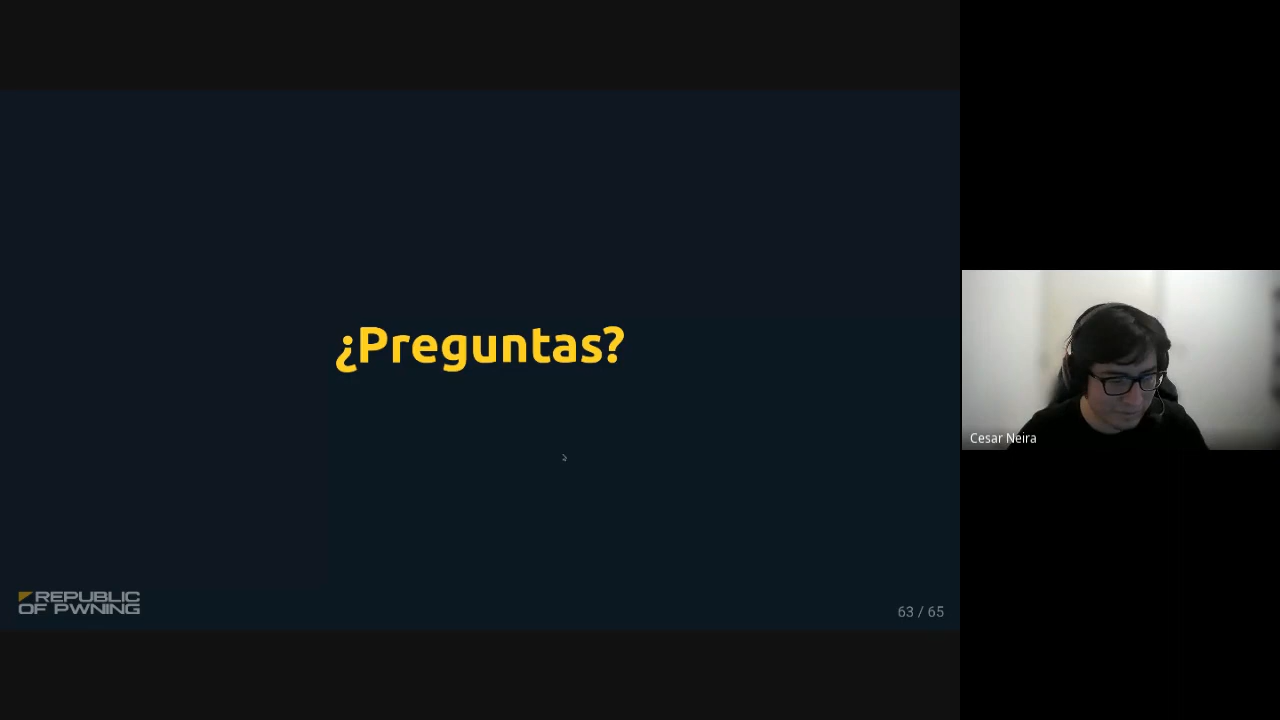 ¿Preguntas?
Cesar Neira
REPUBLIC
OF PWNING
63 / 65